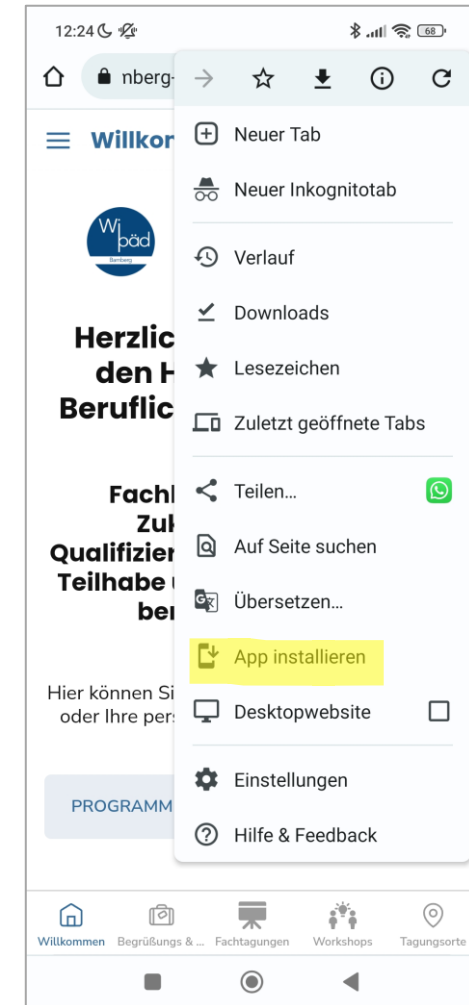 12:24
68
nberg-
Neuer Tab
Willkor
Neuer Inkognitotab
Wi
päd
Bamberg
Verlauf
Downloads
Herzlic
den H
Beruflic
Lesezeichen
Zuletzt geöffnete Tabs
Teilen...
Fachl
Zuk
Qualifizier
Teilhabe u
ber
Auf Seite suchen
Übersetzen...
App installieren
Hier können Si
oder Ihre pers
Desktopwebsite
Einstellungen
PROGRAMM
Hilfe & Feedback
Willkommen
Begrüßungs & ...
Fachtagungen
Workshops
Tagungsorte